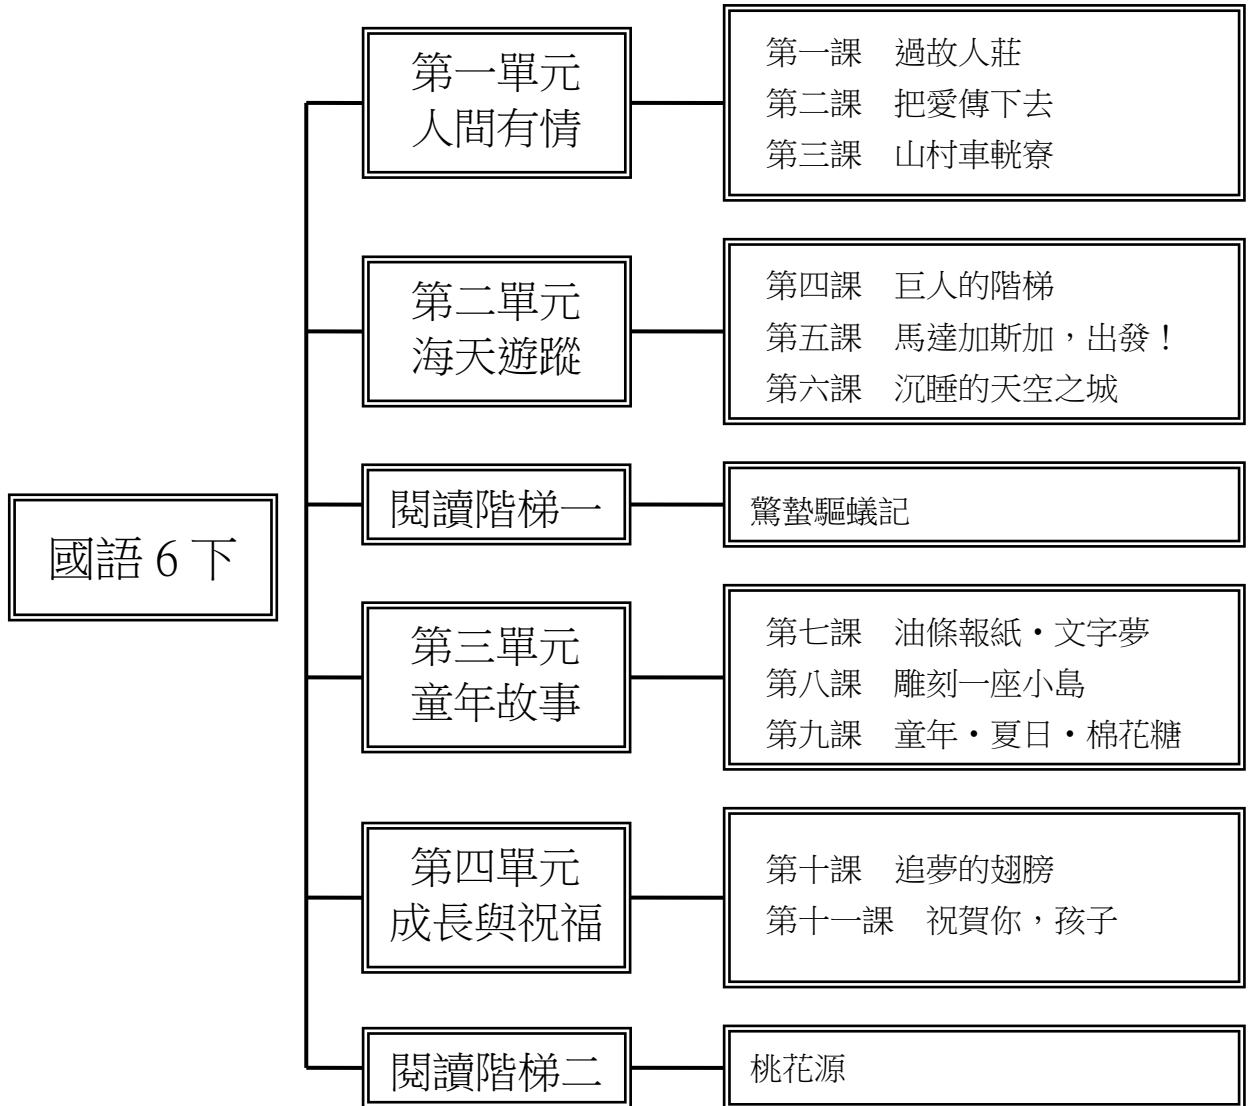 國語 6 下
第一單元
人間有情
第一課　過故人莊
第二課　把愛傳下去
第三課　山村車輄寮
第二單元
海天遊蹤
第四課　巨人的階梯
第五課　馬達加斯加，出發！
第六課　沉睡的天空之城
閱讀階梯一
驚蟄驅蟻記
第三單元
童年故事
第七課　油條報紙・文字夢
第八課　雕刻一座小島
第九課　童年・夏日・棉花糖
第四單元
成長與祝福
第十課　追夢的翅膀
第十一課　祝賀你，孩子
閱讀階梯二
桃花源